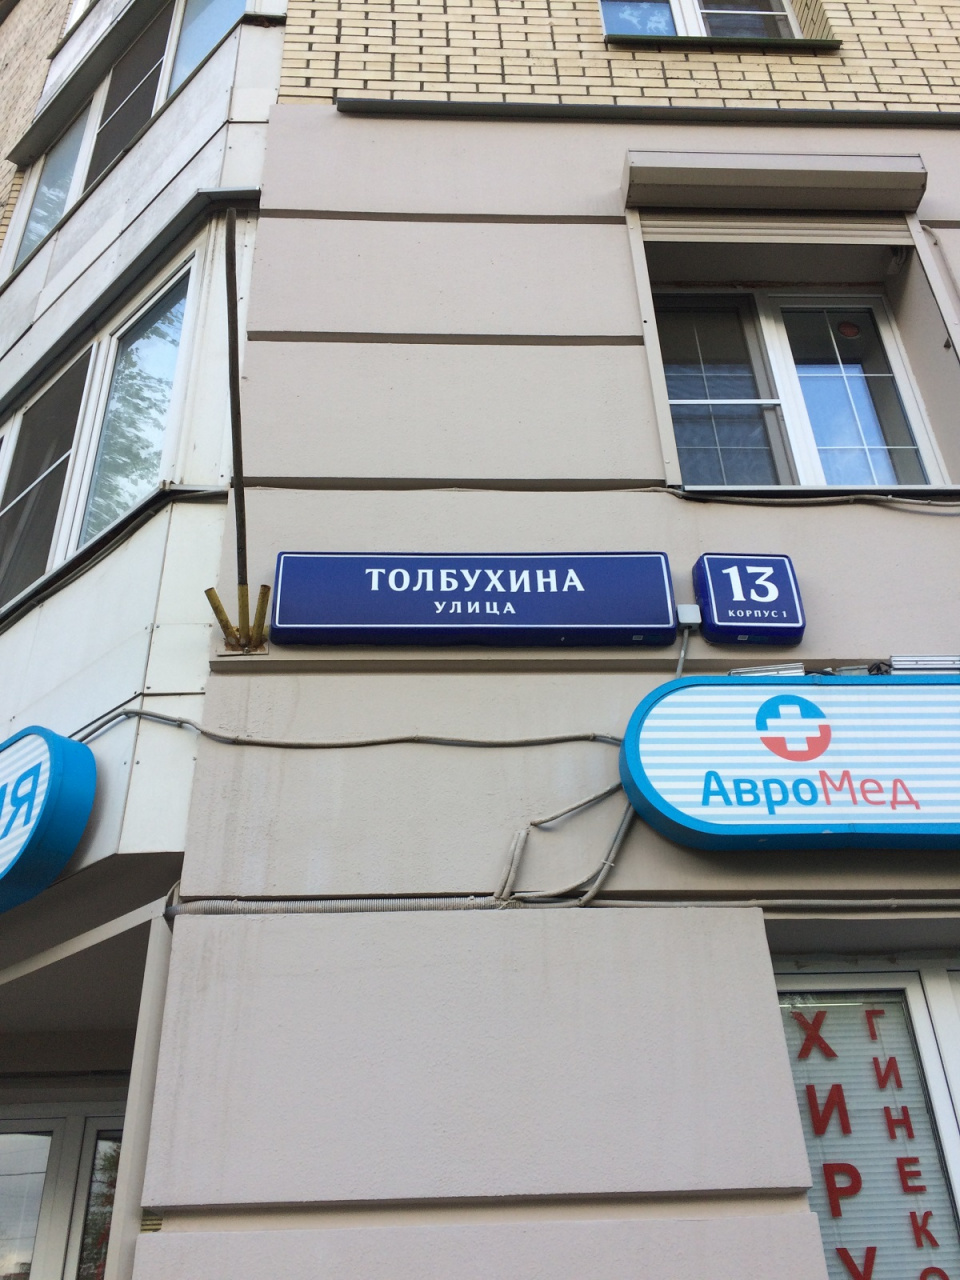 ТОЛБУХИНА
УЛИЦА
13
КОРПУС 1
АвроМед